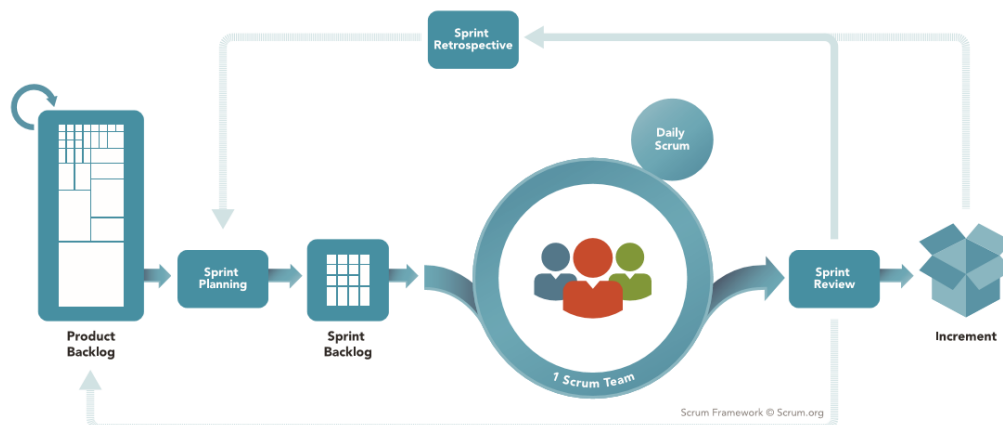 Sprint
Retrospective
Daily
Scrum
Sprint
Planning
Sprint
Review
Product
Backlog
Sprint
Backlog
Increment
1 Scrum Team
Scrum Framework © Scrum.org